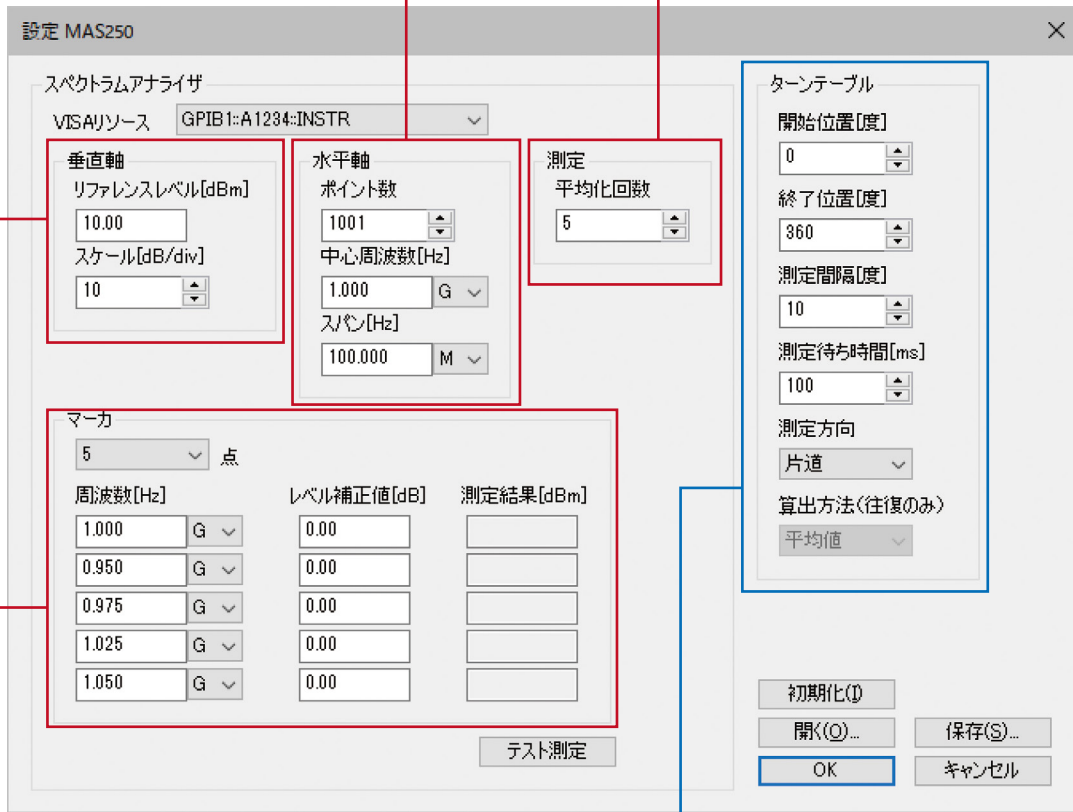 設定 MAS250
スペクトラムアナライザ
VISAリソース GPIB1::A1234::INSTR
垂直軸
リファレンスレベル[dBm]
10.00
スケール[dB/div]
10
水平軸
ポイント数
1001
中心周波数[Hz]
1.000 G
スパン[Hz]
100.000 M
測定
平均化回数
5
マーカ
5 点
周波数[Hz] レベル補正値[dB] 測定結果[dBm]
1.000 G 0.00
0.950 G 0.00
0.975 G 0.00
1.025 G 0.00
1.050 G 0.00
テスト測定
ターンテーブル
開始位置[度]
0
終了位置[度]
360
測定間隔[度]
10
測定待ち時間[ms]
100
測定方向
片道
算出方法(往復のみ)
平均値
初期化(I)
開く(O)... 保存(S)...
OK キャンセル